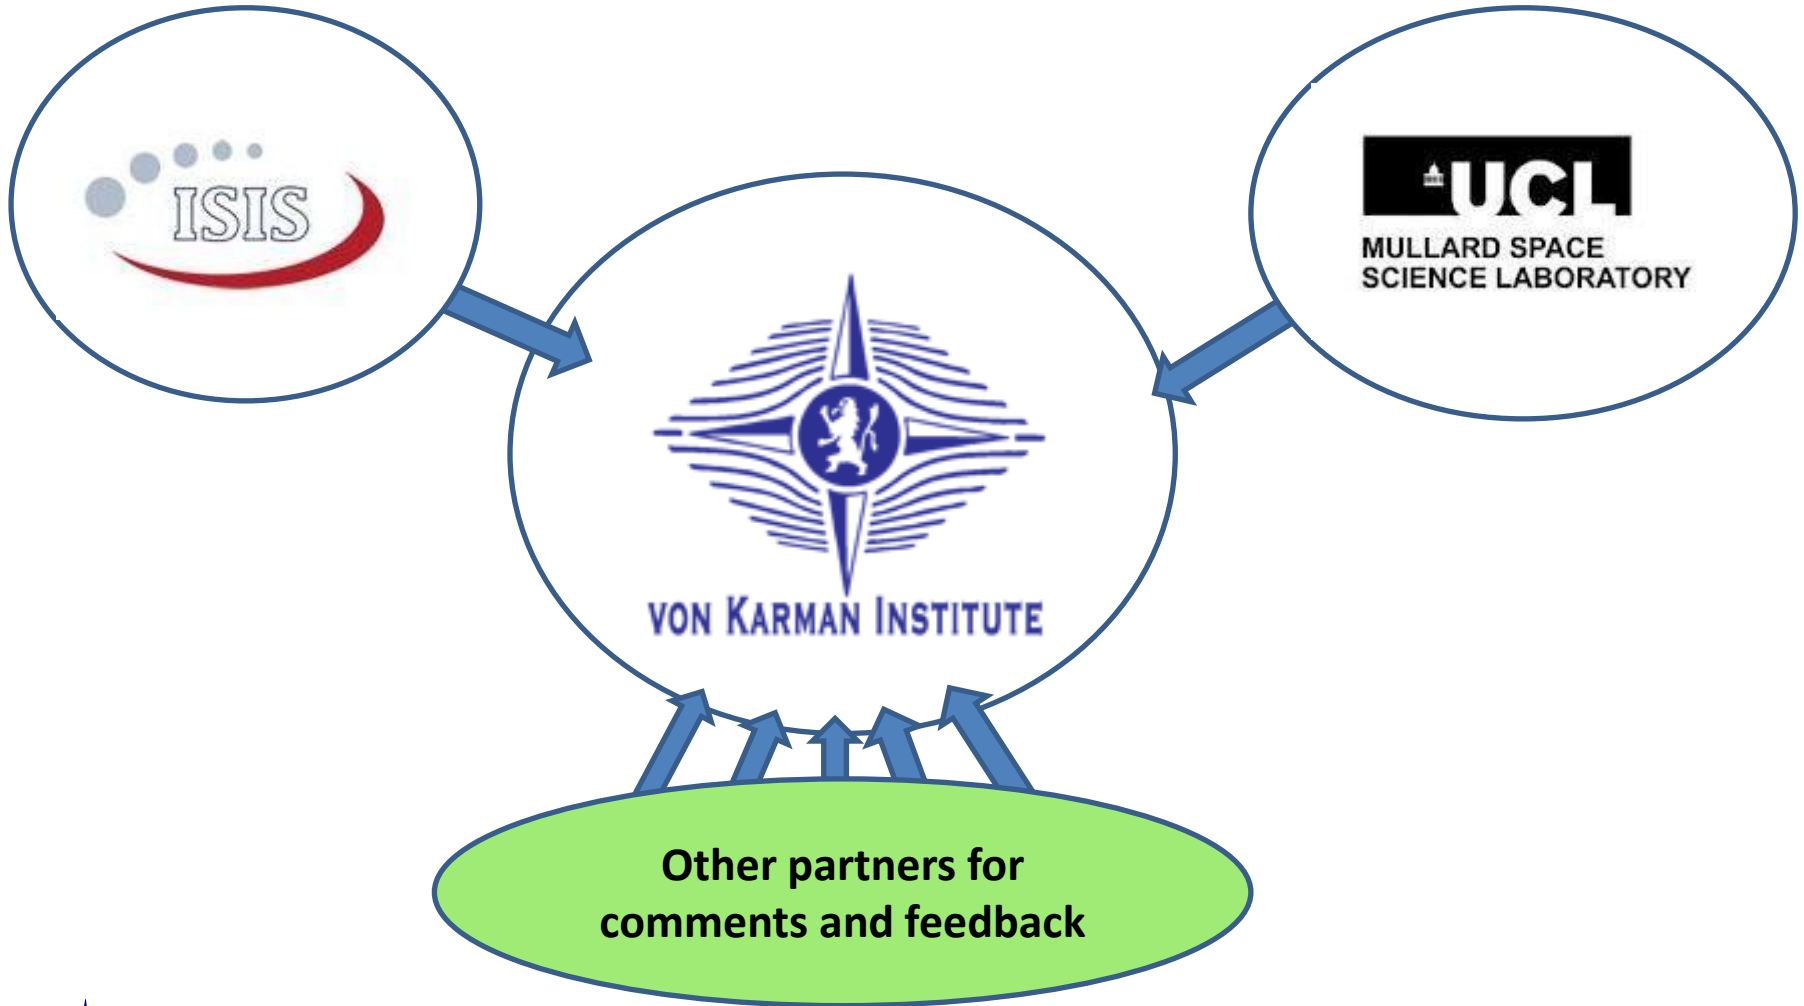 ISIS
UCL
MULLARD SPACE
SCIENCE LABORATORY
VON KARMAN INSTITUTE
Other partners for
comments and feedback